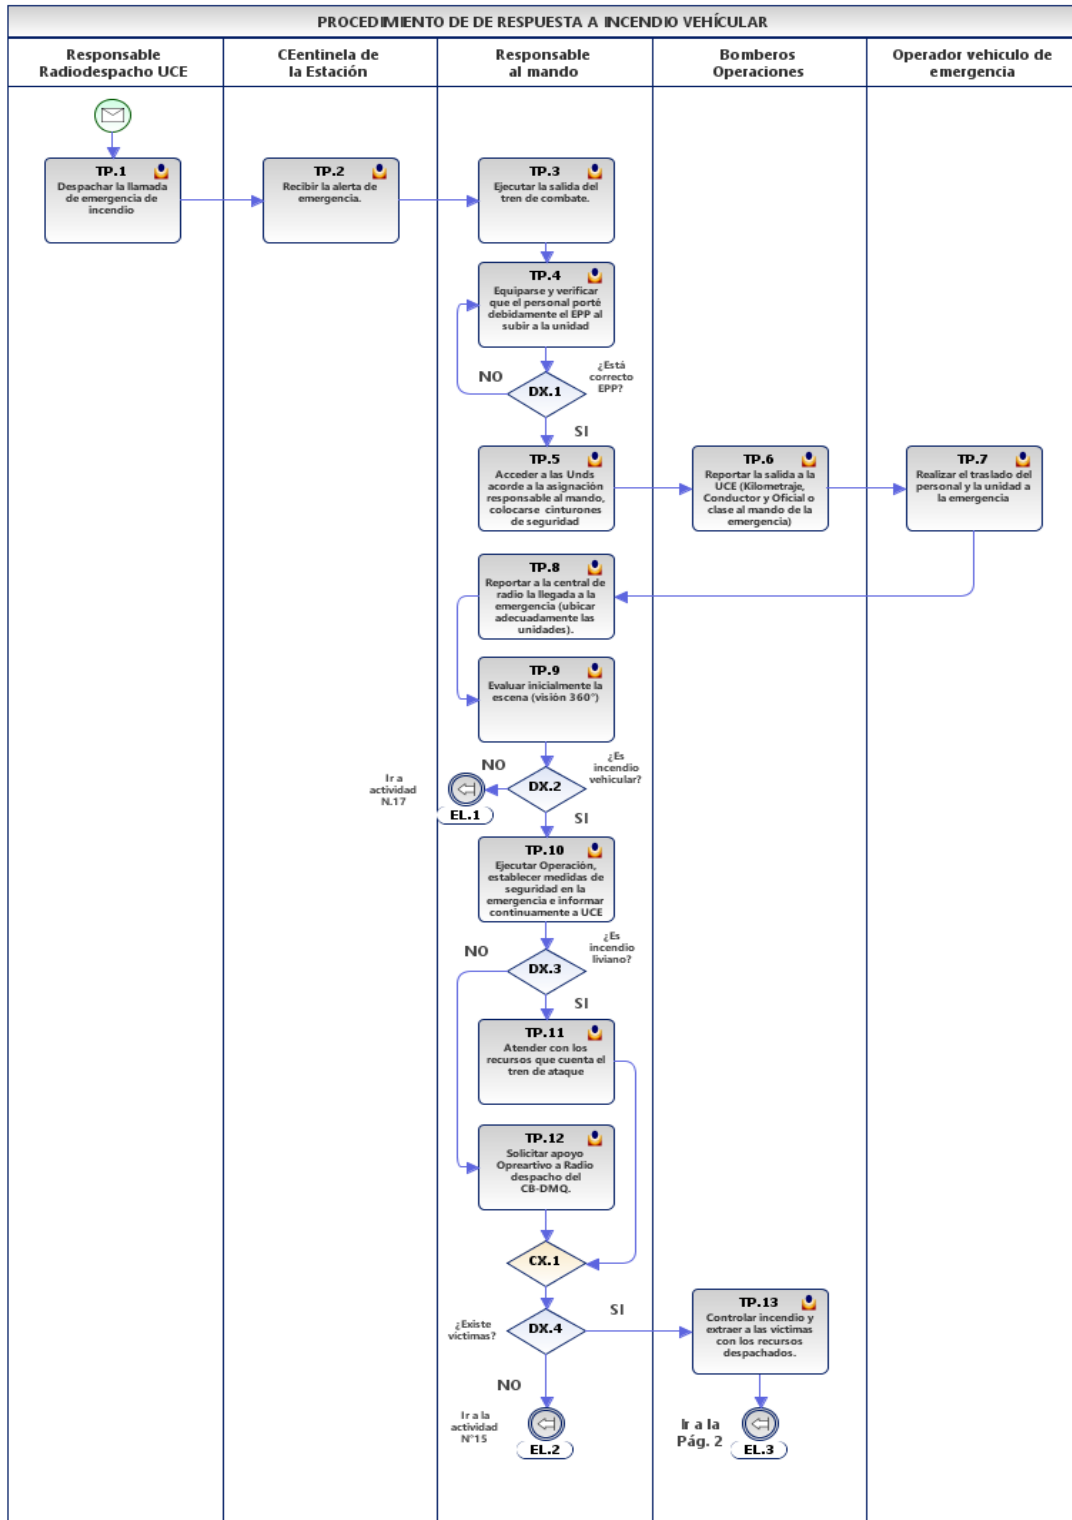 PROCEDIMIENTO DE DE RESPUESTA A INCENDIO VEHÍCULAR
Responsable
Radiodespacho UCE
CEentinela de
la Estación
Responsable
al mando
Bomberos
Operaciones
Operador vehiculo de
emergencia
TP.1
Despachar la llamada
de emergencia de
incendio
TP.2
Recibir la alerta de
emergencia.
TP.3
Ejecutar la salida del
tren de combate.
TP.4
Equiparse y verificar
que el personal porté
debidamente el EPP al
subir a la unidad
¿Está
correcto
EPP?
NO
DX.1
SI
TP.5
Acceder a las Unds
acorde a la asignación
responsable al mando,
colocarse cinturones
de seguridad
TP.6
Reportar la salida a la
UCE (Kilometraje,
Conductor y Oficial o
clase al mando de la
emergencia)
TP.7
Realizar el traslado del
personal y la unidad a
la emergencia
TP.8
Reportar a la central de
radio la llegada a la
emergencia (ubicar
adecuadamente las
unidades).
TP.9
Evaluar inicialmente la
escena (visión 360°)
¿Es
incendio
vehicular?
NO
DX.2
Ir a
actividad
N.17
EL.1
SI
TP.10
Ejecutar Operación,
establecer medidas de
seguridad en la
emergencia e informar
continuamente a UCE
¿Es
incendio
liviano?
NO
DX.3
SI
TP.11
Atender con los
recursos que cuenta el
tren de ataque
TP.12
Solicitar apoyo
Opreartivo a Radio
despacho del
CB-DMQ.
CX.1
¿Existe
víctimas?
DX.4
SI
TP.13
Controlar incendio y
extraer a las víctimas
con los recursos
despachados.
NO
Ir a la
actividad
N°15
EL.2
Ir a la
Pág. 2
EL.3